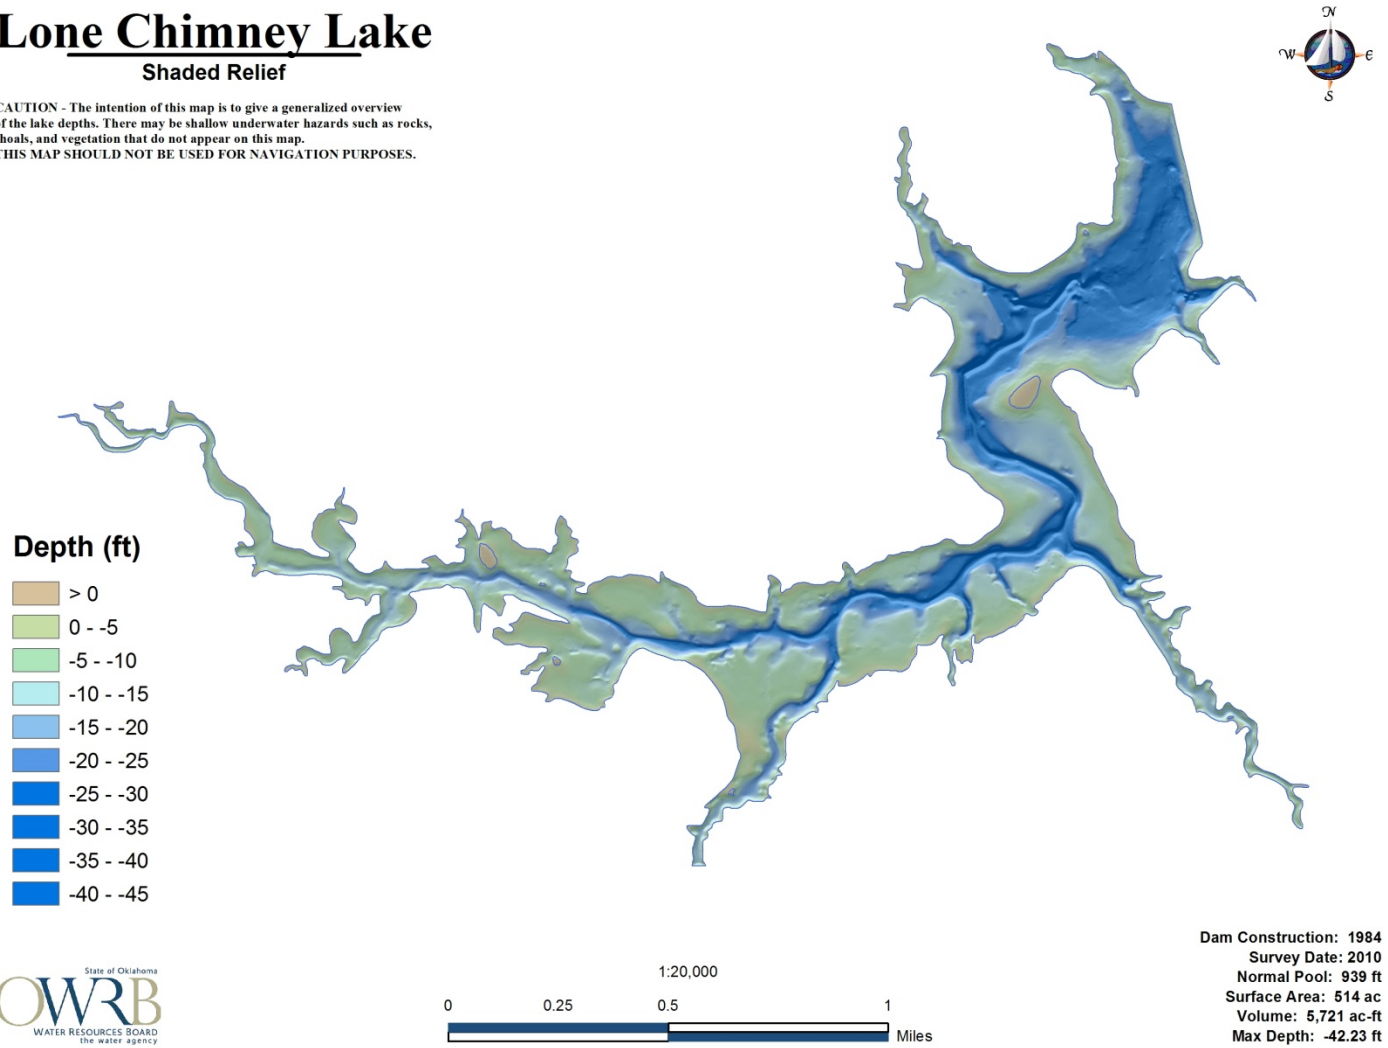 Lone Chimney Lake
Shaded Relief
CAUTION - The intention of this map is to give a generalized overview
of the lake depths. There may be shallow underwater hazards such as rocks,
shoals, and vegetation that do not appear on this map.
THIS MAP SHOULD NOT BE USED FOR NAVIGATION PURPOSES.
N
W
E
S
Depth (ft)
> 0
0 - -5
-5 - -10
-10 - -15
-15 - -20
-20 - -25
-25 - -30
-30 - -35
-35 - -40
-40 - -45
State of Oklahoma
OWRB
WATER RESOURCES BOARD
the water agency
1:20,000
0 0.25 0.5 1
Miles
Dam Construction: 1984
Survey Date: 2010
Normal Pool: 939 ft
Surface Area: 514 ac
Volume: 5,721 ac-ft
Max Depth: -42.23 ft